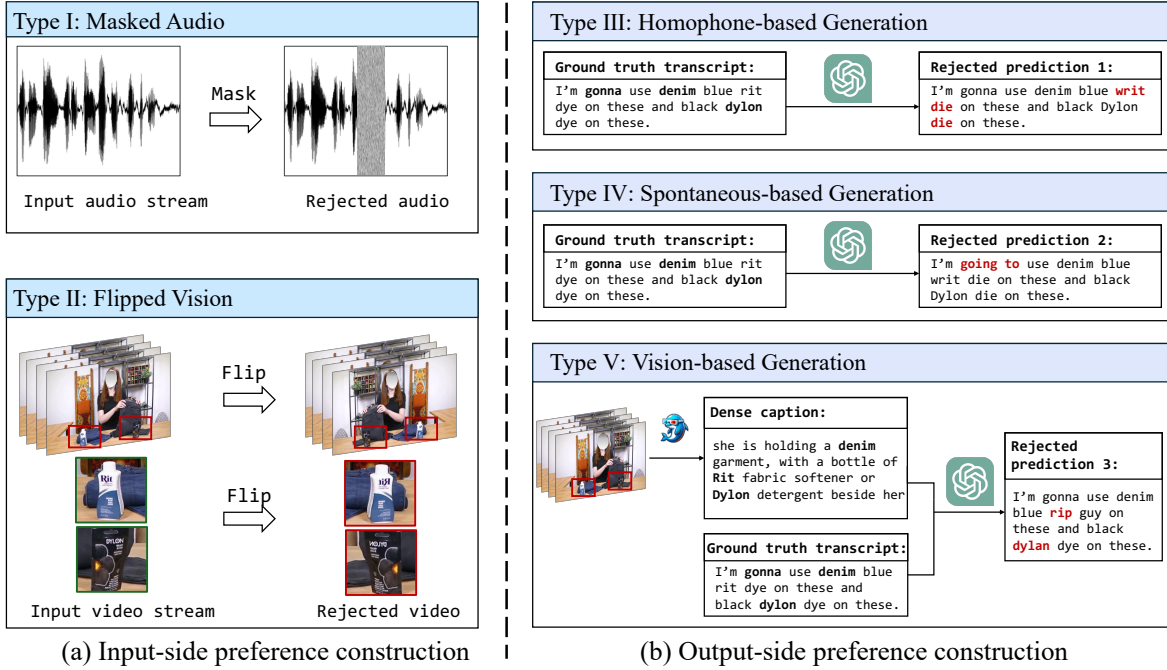 Type I: Masked Audio
Mask
Input audio stream
Rejected audio
Type II: Flipped Vision
Flip
Rit
Rit
Flip
DYLON
DYLON
Input video stream
Rejected video
(a) Input-side preference construction
Type III: Homophone-based Generation
Ground truth transcript:
I'm gonna use denim blue rit
dye on these and black dylon
dye on these.
Rejected prediction 1:
I'm gonna use denim blue writ
die on these and black Dylon
die on these.
Type IV: Spontaneous-based Generation
Ground truth transcript:
I'm gonna use denim blue rit
dye on these and black dylon
dye on these.
Rejected prediction 2:
I'm going to use denim blue
writ die on these and black
Dylon die on these.
Type V: Vision-based Generation
Dense caption:
she is holding a denim
garment, with a bottle of
Rit fabric softener or
Dylon detergent beside her
Ground truth transcript:
I'm gonna use denim blue
rit dye on these and
black dylon dye on these.
Rejected
prediction 3:
I'm gonna use denim
blue rip guy on
these and black
dylan dye on these.
(b) Output-side preference construction